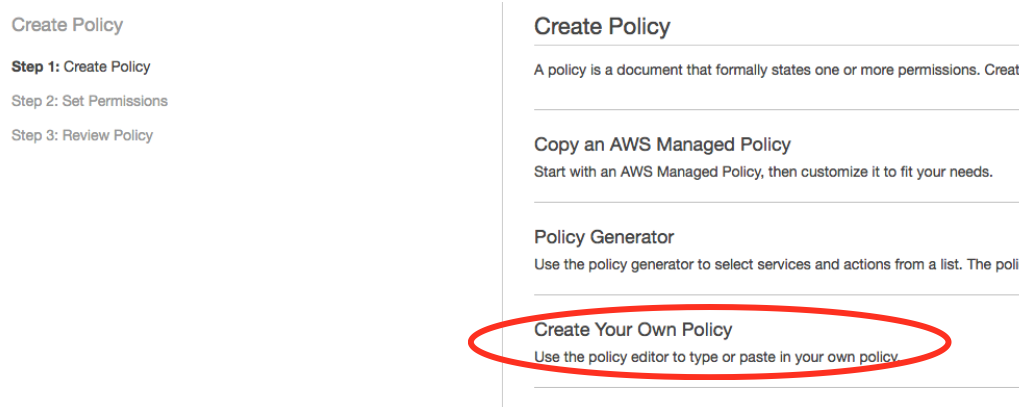 Create Policy
Step 1: Create Policy
Step 2: Set Permissions
Step 3: Review Policy
Create Policy
A policy is a document that formally states one or more permissions. Creat
Copy an AWS Managed Policy
Start with an AWS Managed Policy, then customize it to fit your needs.
Policy Generator
Use the policy generator to select services and actions from a list. The poli
Create Your Own Policy
Use the policy editor to type or paste in your own policy.